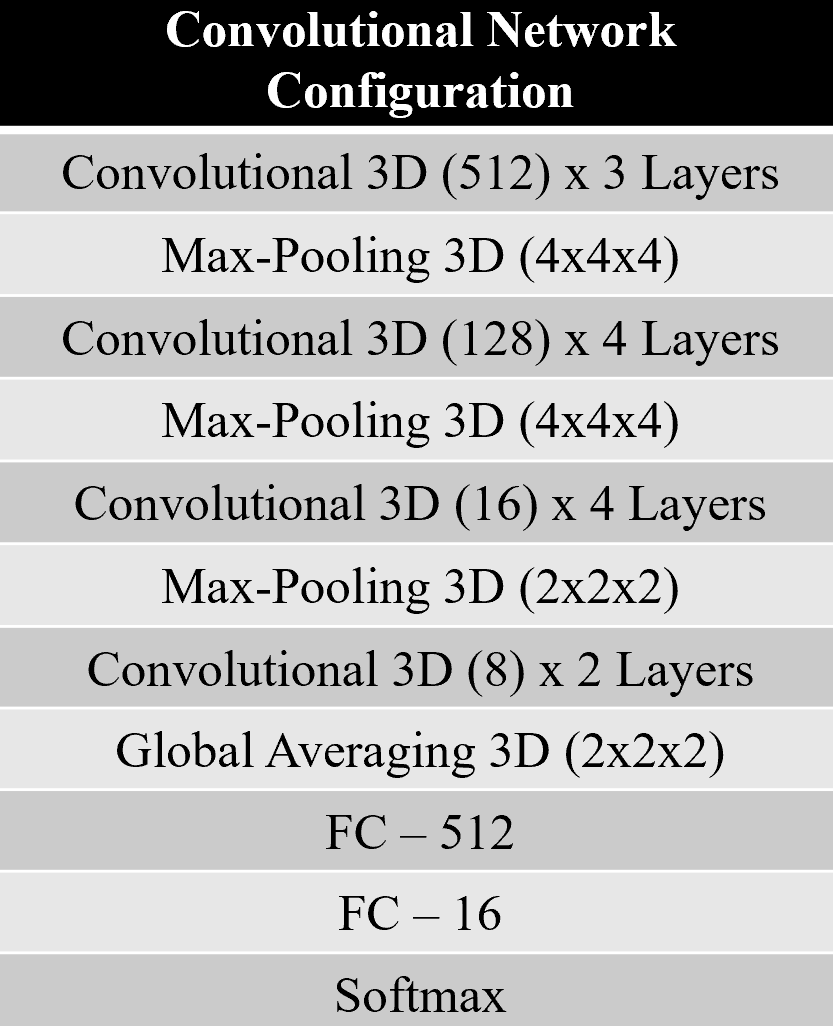 Convolutional Network
Configuration
Convolutional 3D (512) x 3 Layers
Max-Pooling 3D (4x4x4)
Convolutional 3D (128) x 4 Layers
Max-Pooling 3D (4x4x4)
Convolutional 3D (16) x 4 Layers
Max-Pooling 3D (2x2x2)
Convolutional 3D (8) x 2 Layers
Global Averaging 3D (2x2x2)
FC – 512
FC – 16
Softmax